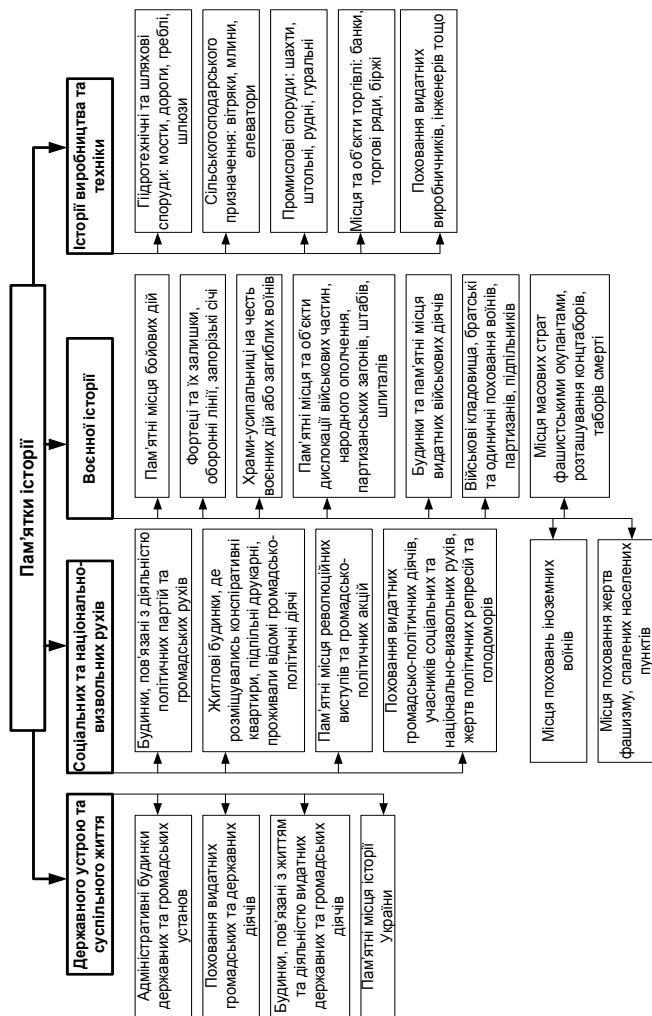 Пам’ятки історії
Державного устрою та
суспільного життя
Адміністративні будинки
державних та громадських
установ
Поховання видатних
громадських та державних
діячів
Будинки, пов’язані з життям
та діяльністю видатних
державних та громадських
діячів
Пам’ятні місця історії
України
Соціальних та національно-
визвольних рухів
Будинки, пов’язані з діяльністю
політичних партій та
громадських рухів
Житлові будинки, де
розміщувались конспіративні
квартири, підпільні друкарні,
проживали відомі громадсько-
політичні діячі
Пам’ятні місця революційних
виступів та громадсько-
політичних акцій
Поховання видатних
громадсько-політичних діячів,
учасників соціальних та
національно-визвольних рухів,
жертв політичних репресій та
голодоморів
Воєнної історії
Пам’ятні місця бойових дій
Фортеці та їх залишки,
оборонні лінії, запорізькі січі
Храми-усипальниці на честь
воєнних дій або загиблих воїнів
Пам’ятні місця та об’єкти
дислокації військових частин,
народного ополчення,
партизанських загонів, штабів,
шпиталів
Будинки та пам’ятні місця
видатних військових діячів
Військові кладовища, братські
та одиничні поховання воїнів,
партизанів, підпільників
Місця масових страт
фашистськими окупантами,
розташування концтаборів,
таборів смерті
Місця поховань іноземних
воїнів
Місця поховання жертв
фашизму, спалених населених
пунктів
Історії виробництва та
техніки
Гіідротехнічні та шляхові
споруди: мости, дороги, греблі,
шлюзи
Сільськогосподарського
призначення: вітряки, млини,
елеватори
Промислові споруди: шахти,
штольні, рудні, гуральні
Місця та об’єкти торгівлі: банки,
торгові ряди, біржі
Поховання видатних
виробничників, інженерів тощо